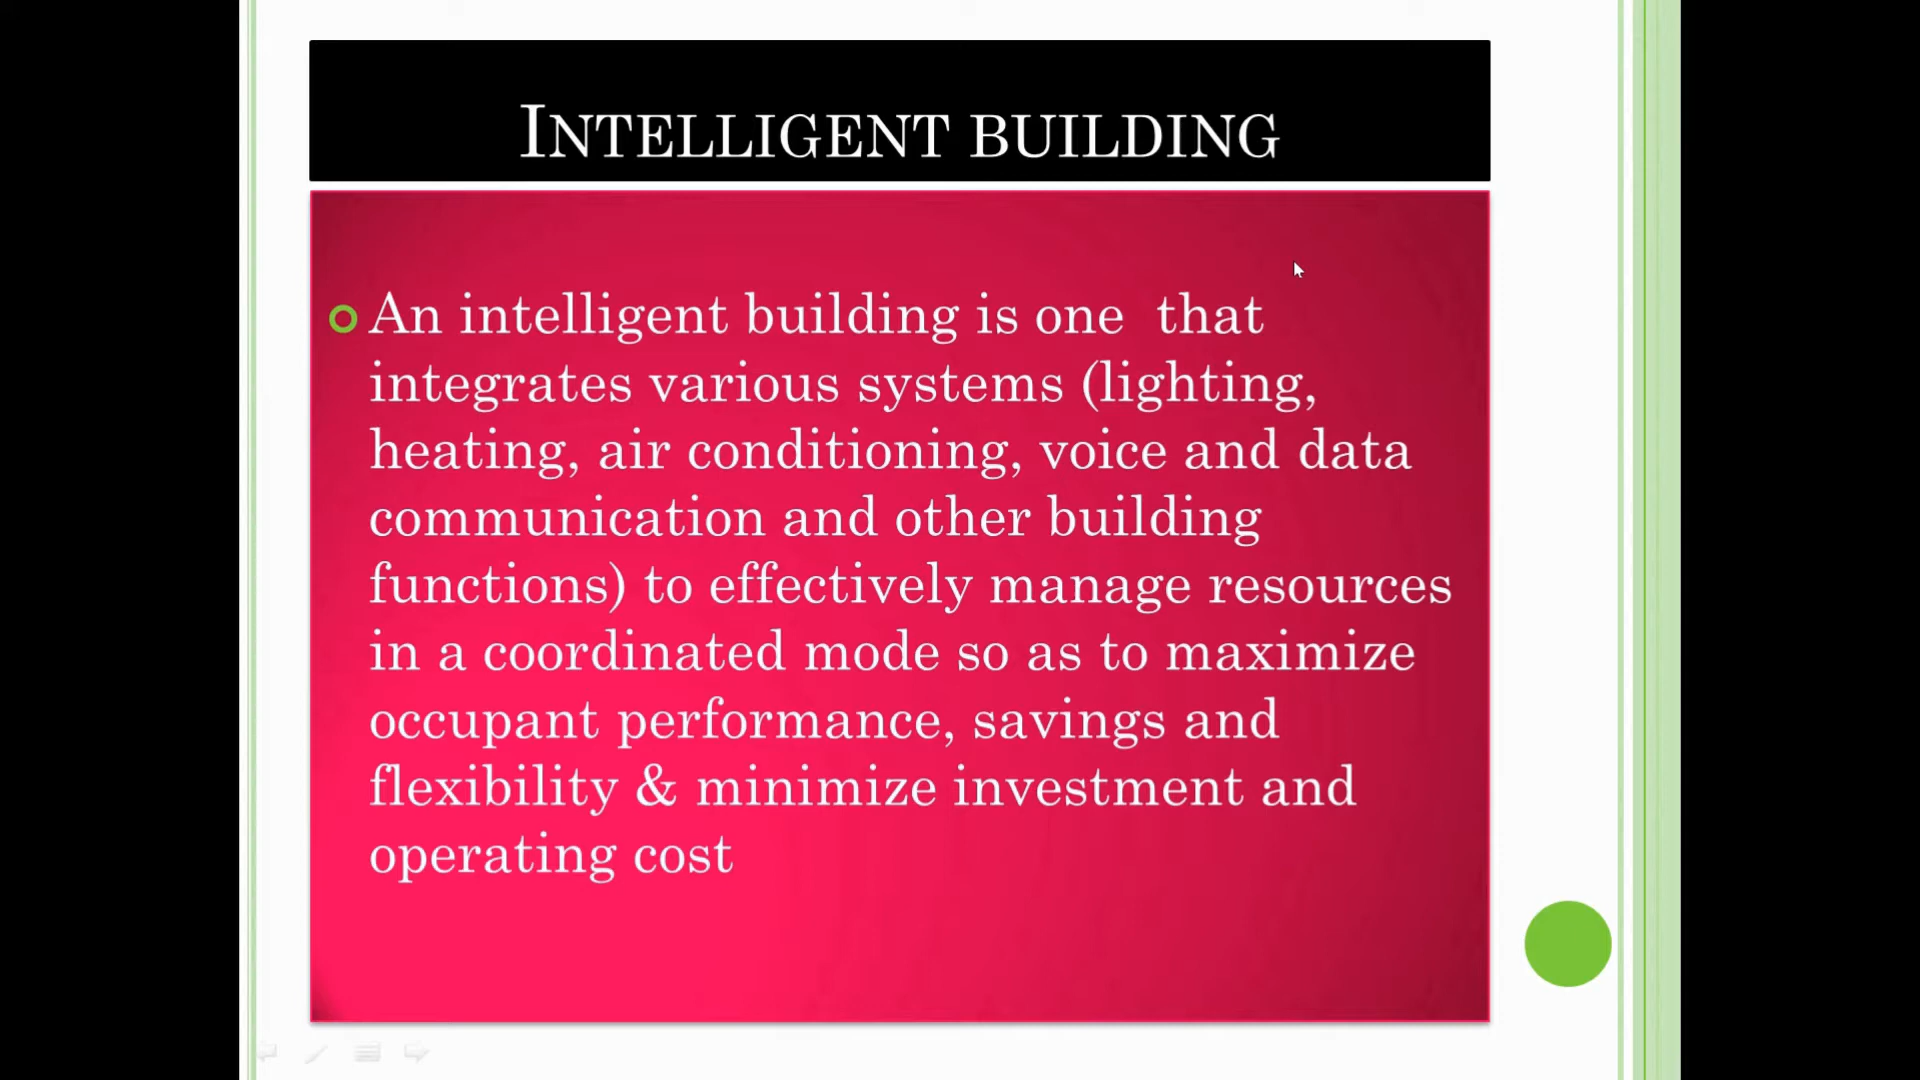 INTELLIGENT BUILDING
An intelligent building is one  that
integrates various systems (lighting,
heating, air conditioning, voice and data
communication and other building
functions) to effectively manage resources
in a coordinated mode so as to maximize
occupant performance, savings and
flexibility & minimize investment and
operating cost